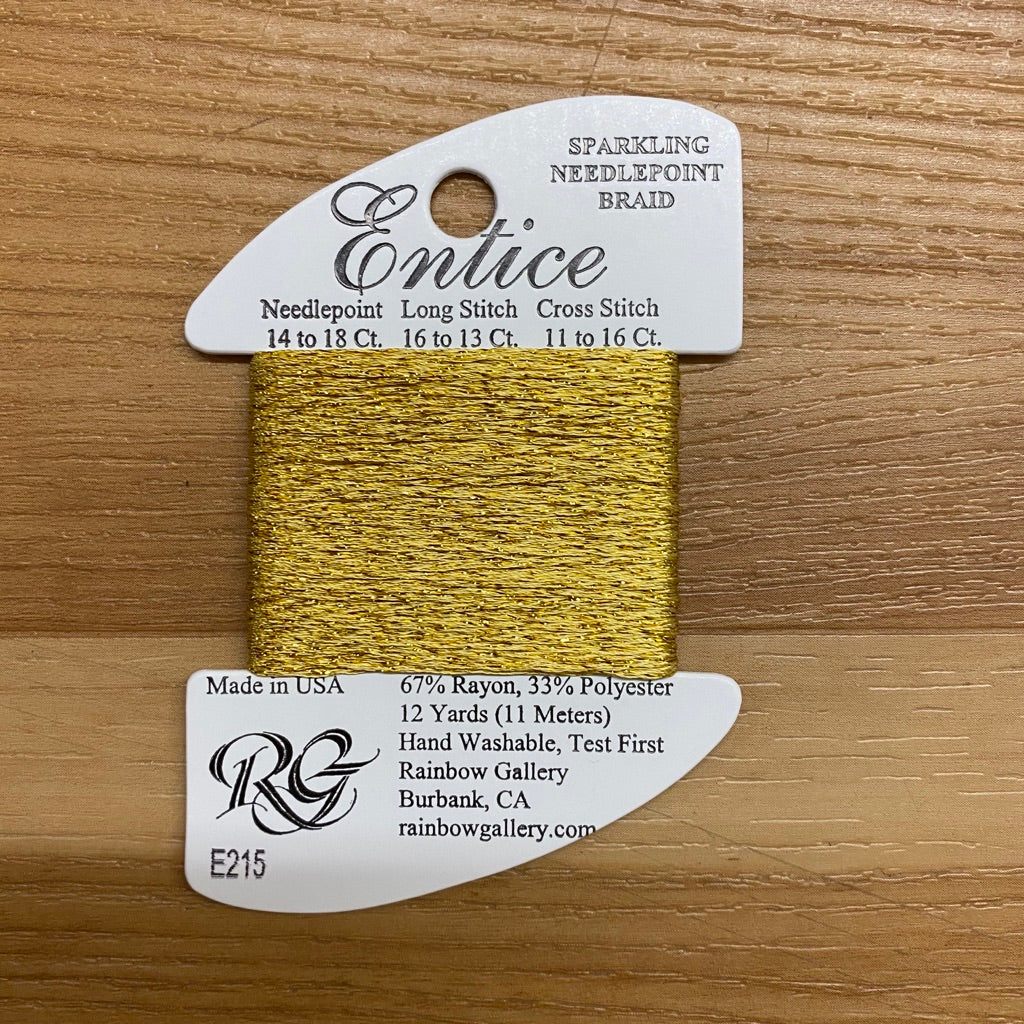 SPARKLING
NEEDLEPOINT
BRAID
Entice
Needlepoint Long Stitch Cross Stitch
14 to 18 Ct. 16 to 13 Ct. 11 to 16 Ct.
Made in USA
67% Rayon, 33% Polyester
12 Yards (11 Meters)
Hand Washable, Test First
Rainbow Gallery
Burbank, CA
rainbowgallery.com
RG
E215